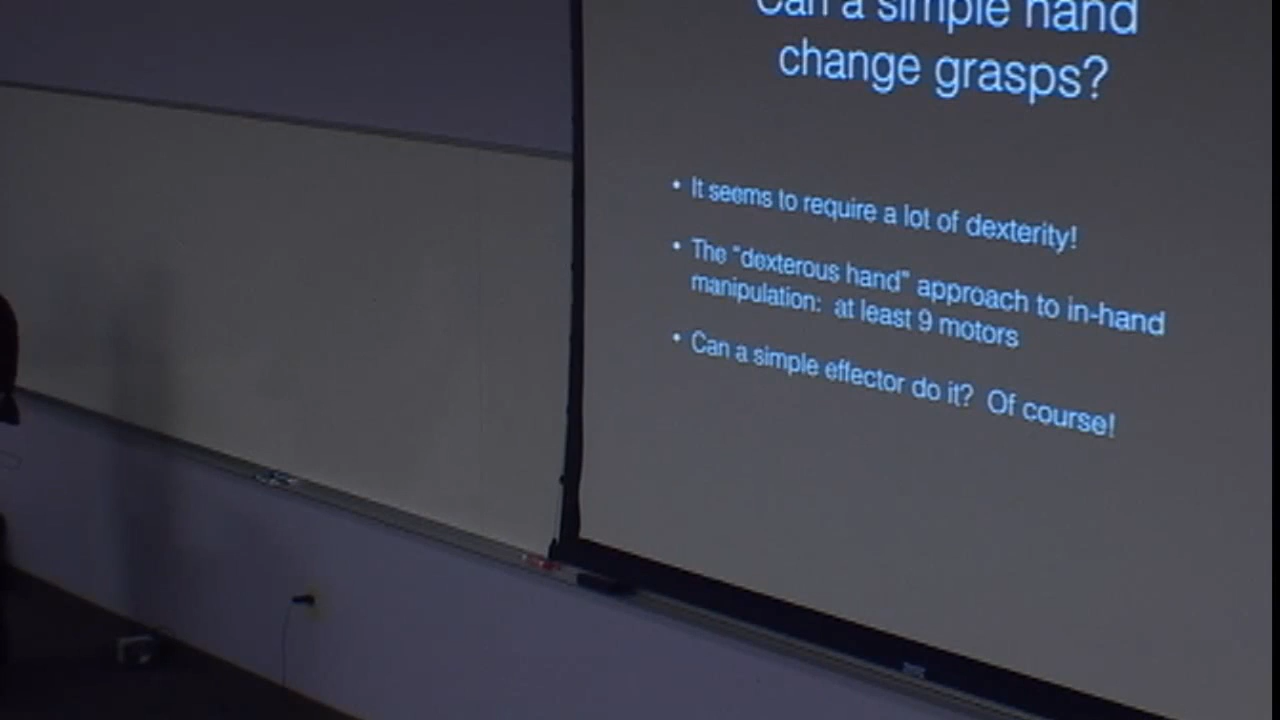 Can a simple hand
change grasps?
• It seems to require a lot of dexterity!
• The "dexterous hand" approach to in-hand
manipulation: at least 9 motors
• Can a simple effector do it? Of course!